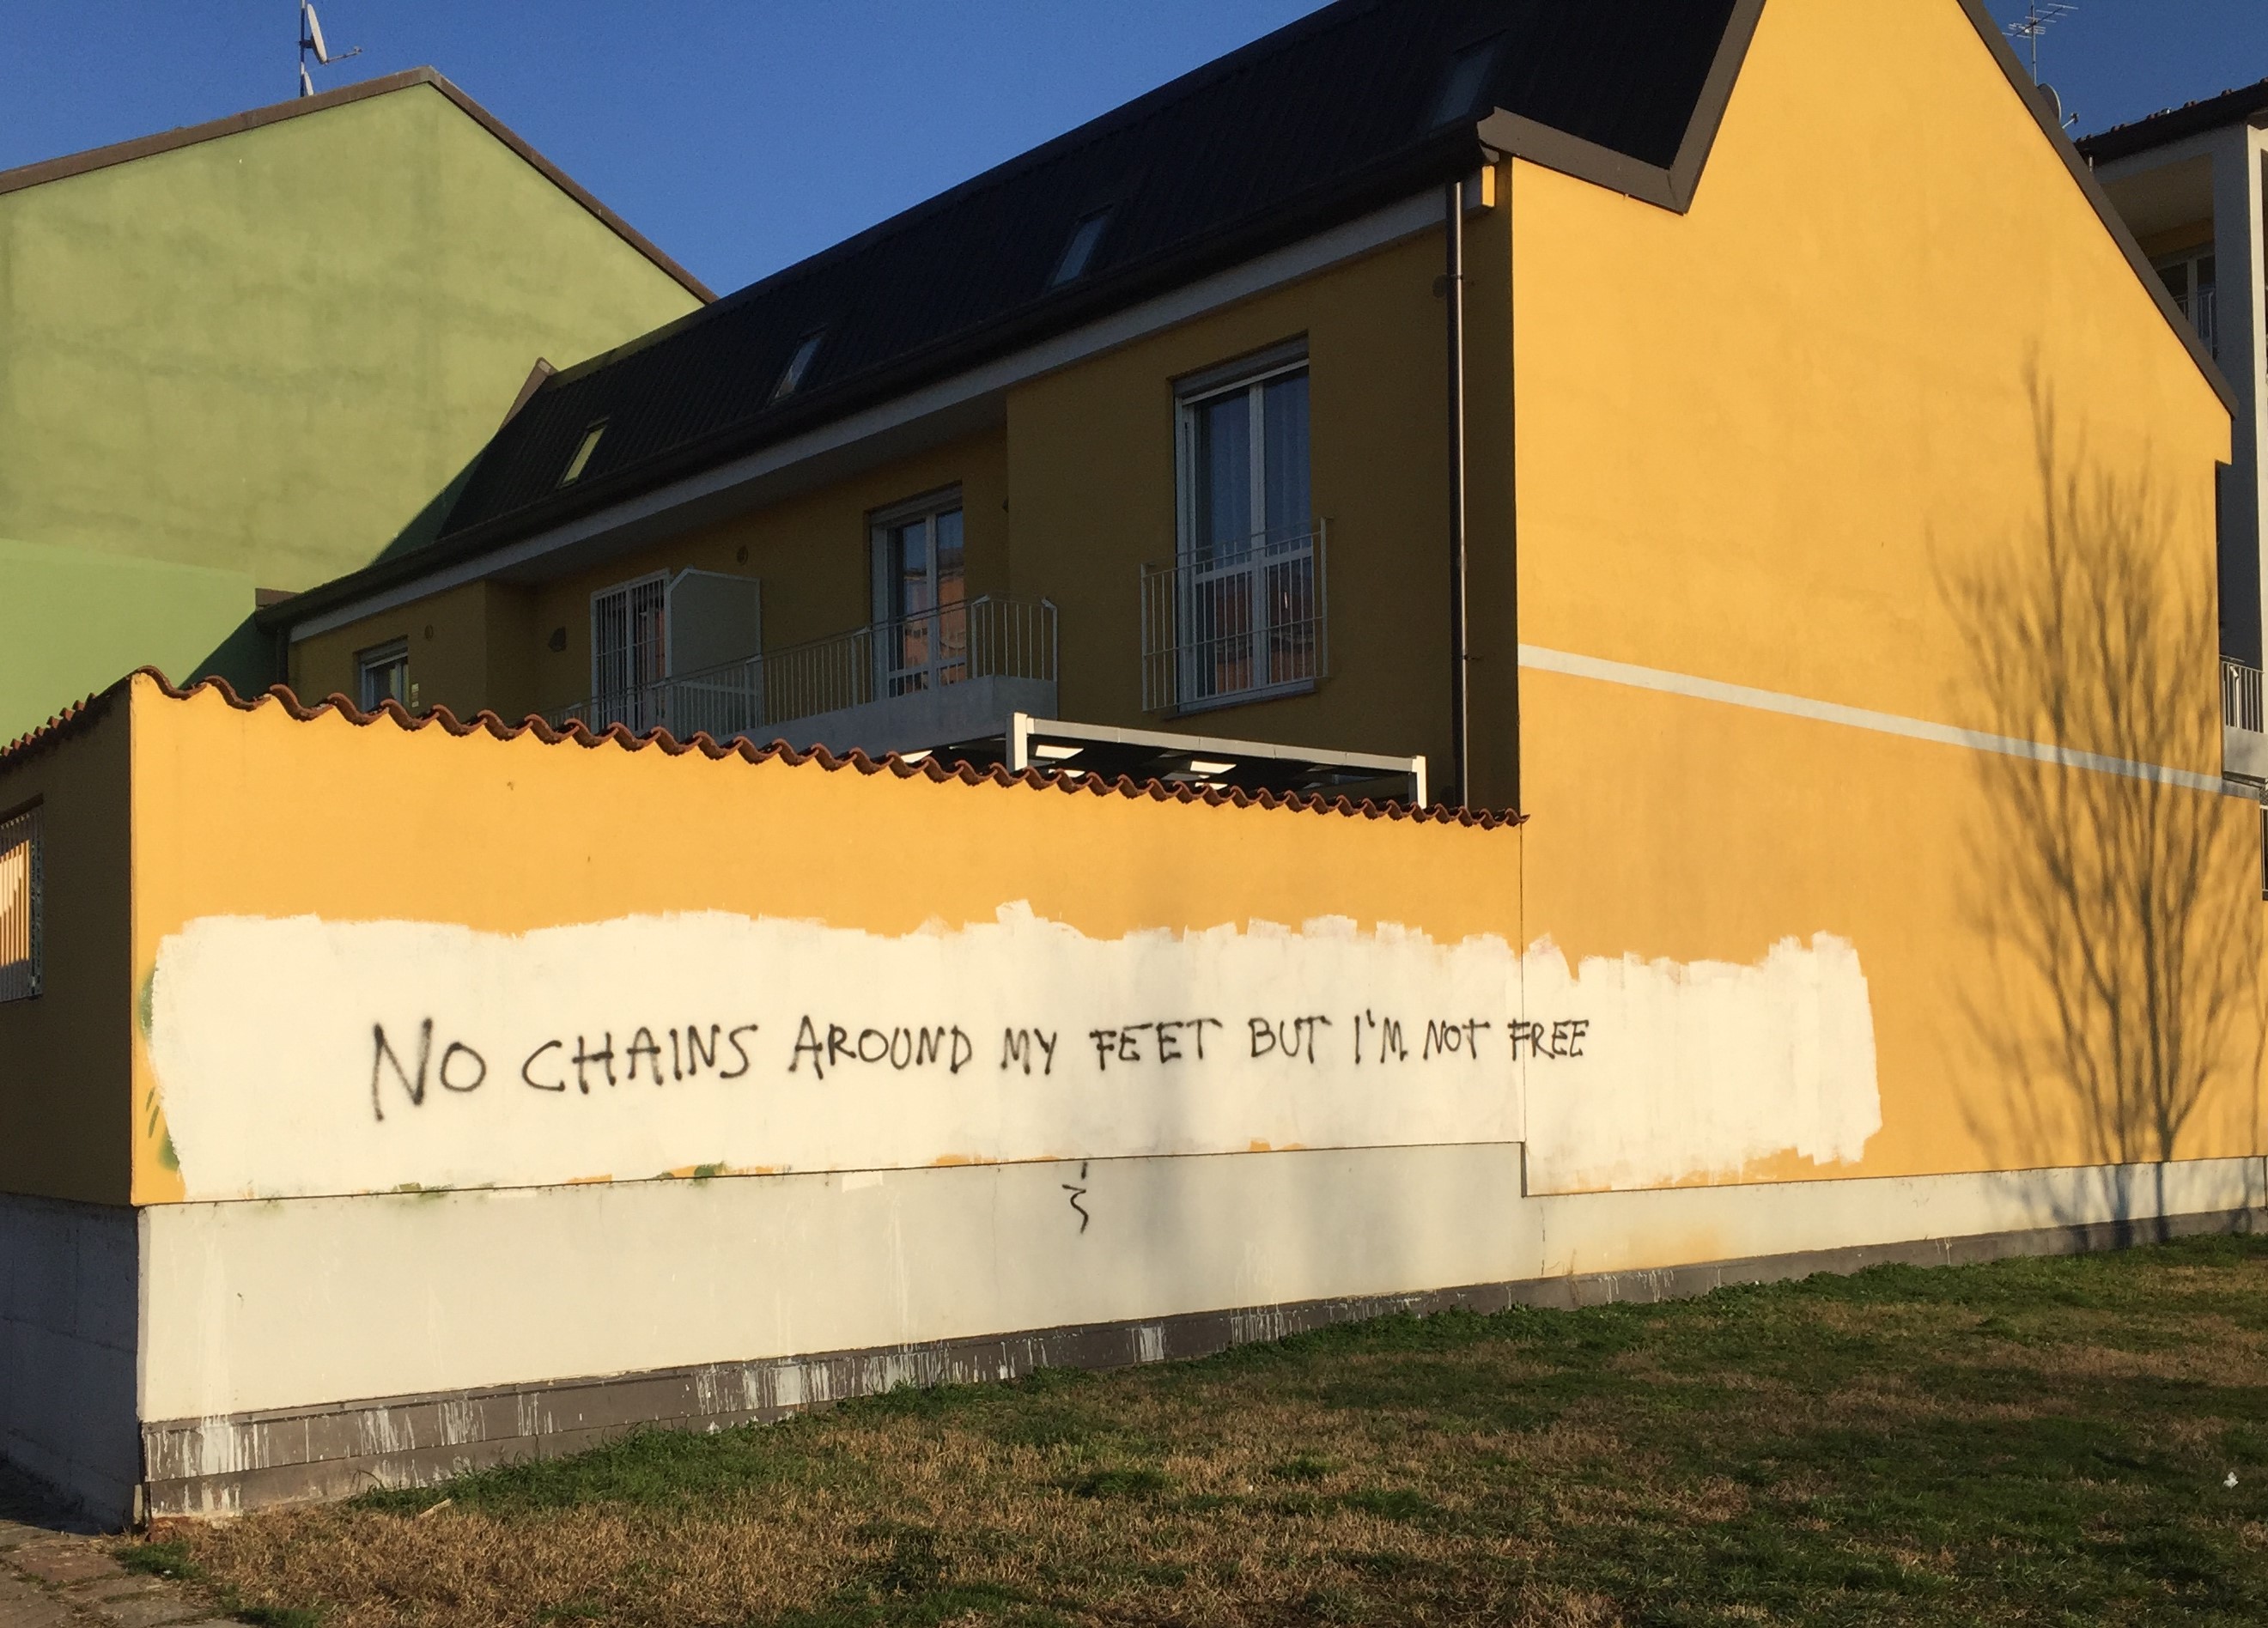 NO CHAINS AROUND MY FEET BUT I'M NOT FREE